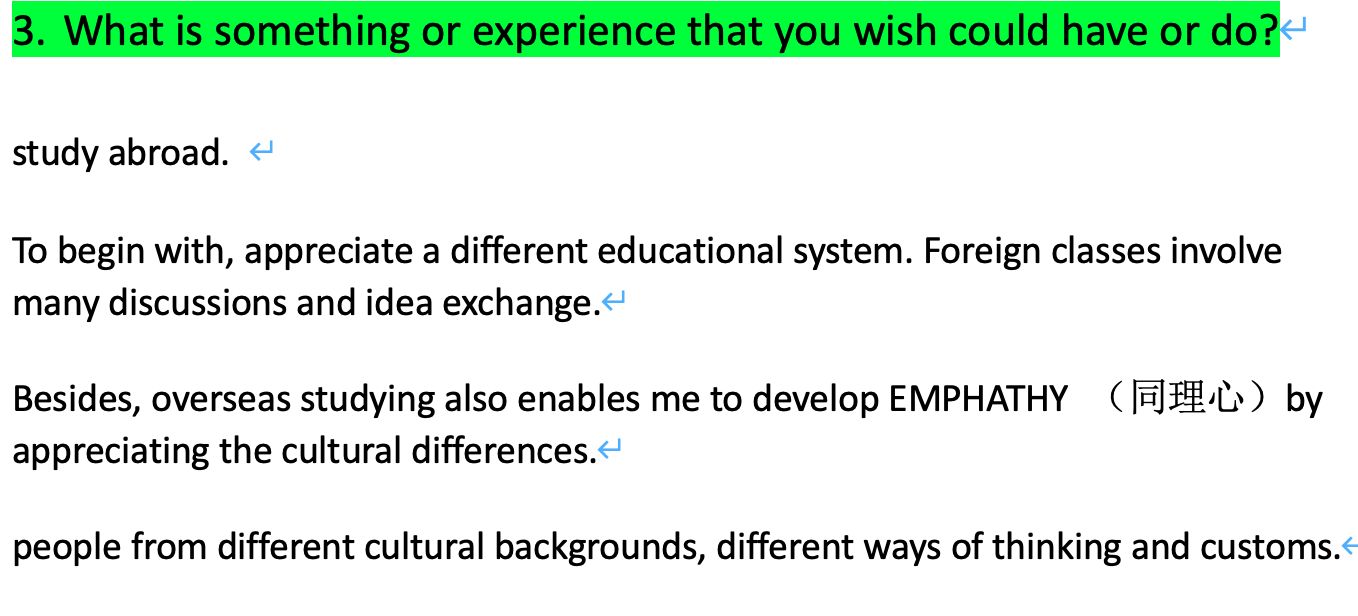 3. What is something or experience that you wish could have or do?
study abroad.
To begin with, appreciate a different educational system. Foreign classes involve
many discussions and idea exchange.
Besides, overseas studying also enables me to develop EMPHATHY （同理心）by
appreciating the cultural differences.
people from different cultural backgrounds, different ways of thinking and customs.